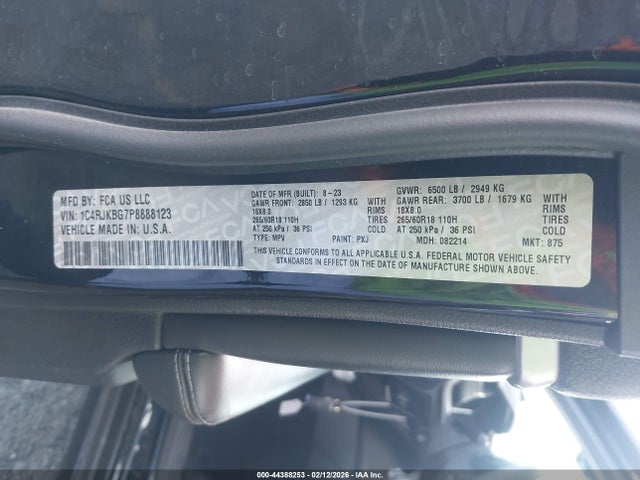 MFD BY: FCA US LLC
VIN: 1C4RJKBG7P8888123
VEHICLE MADE IN: U.S.A.
DATE OF MFR (BUILT): 8-23
GAWR FRONT: 2850 LB / 1293 KG
18X8.0 RIMS
265/60R18 110H TIRES
AT 250 kPa / 36 PSI COLD
TYPE: MPV PAINT: PXJ
GVWR: 6500 LB / 2949 KG
GAWR REAR: 3700 LB / 1679 KG
18X8.0 RIMS
265/60R18 110H TIRES
AT 250 kPa / 36 PSI COLD
MDH: 082214 MKT: 875
THIS VEHICLE CONFORMS TO ALL APPLICABLE U.S.A. FEDERAL MOTOR VEHICLE SAFETY
STANDARDS IN EFFECT ON THE DATE OF MANUFACTURE SHOWN ABOVE.
000-44388253 - 02/12/2026 - IAA Inc.